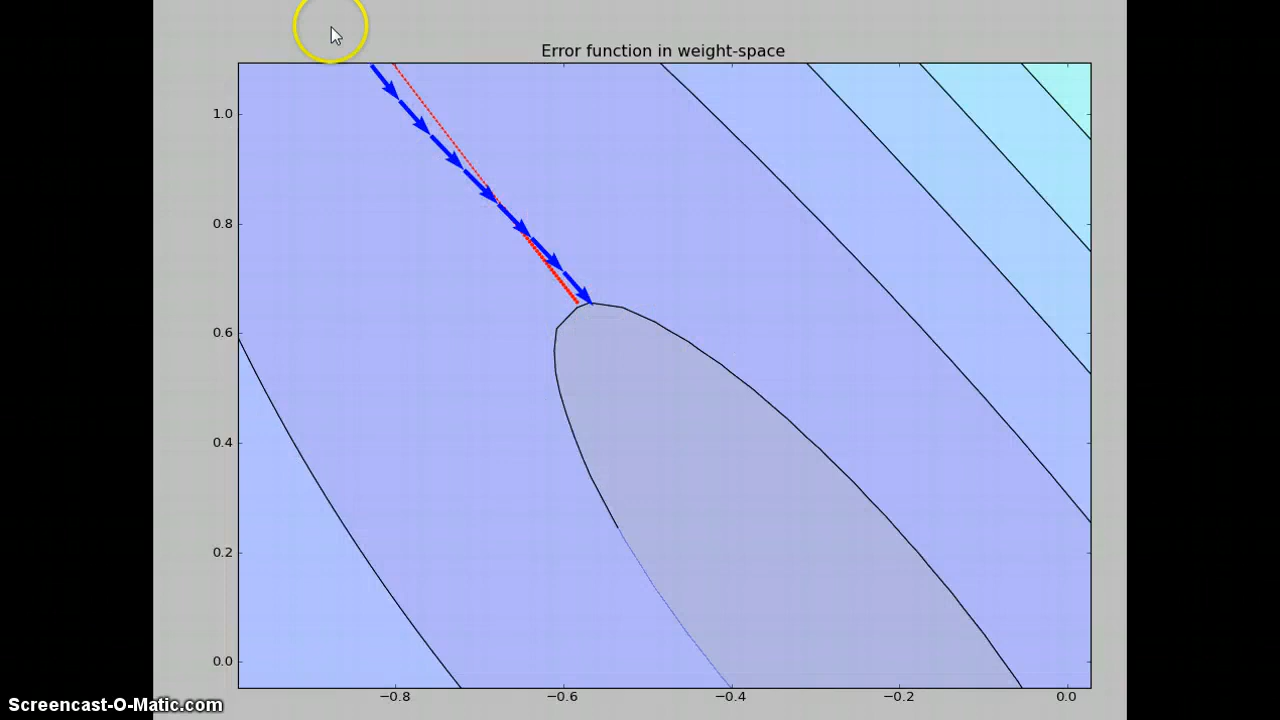 Error function in weight-space
1.0
0.8
0.6
0.4
0.2
0.0
−0.8 −0.6 −0.4 −0.2 0.0
Screencast-O-Matic.com